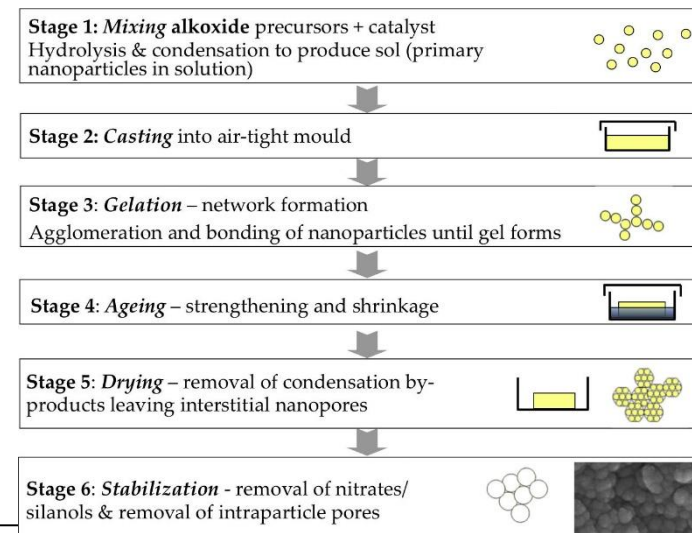 Stage 1: Mixing alkoxide precursors + catalyst
Hydrolysis & condensation to produce sol (primary
nanoparticles in solution)
Stage 2: Casting into air-tight mould
Stage 3: Gelation – network formation
Agglomeration and bonding of nanoparticles until gel forms
Stage 4: Ageing – strengthening and shrinkage
Stage 5: Drying – removal of condensation by-
products leaving interstitial nanopores
Stage 6: Stabilization - removal of nitrates/
silanols & removal of intraparticle pores